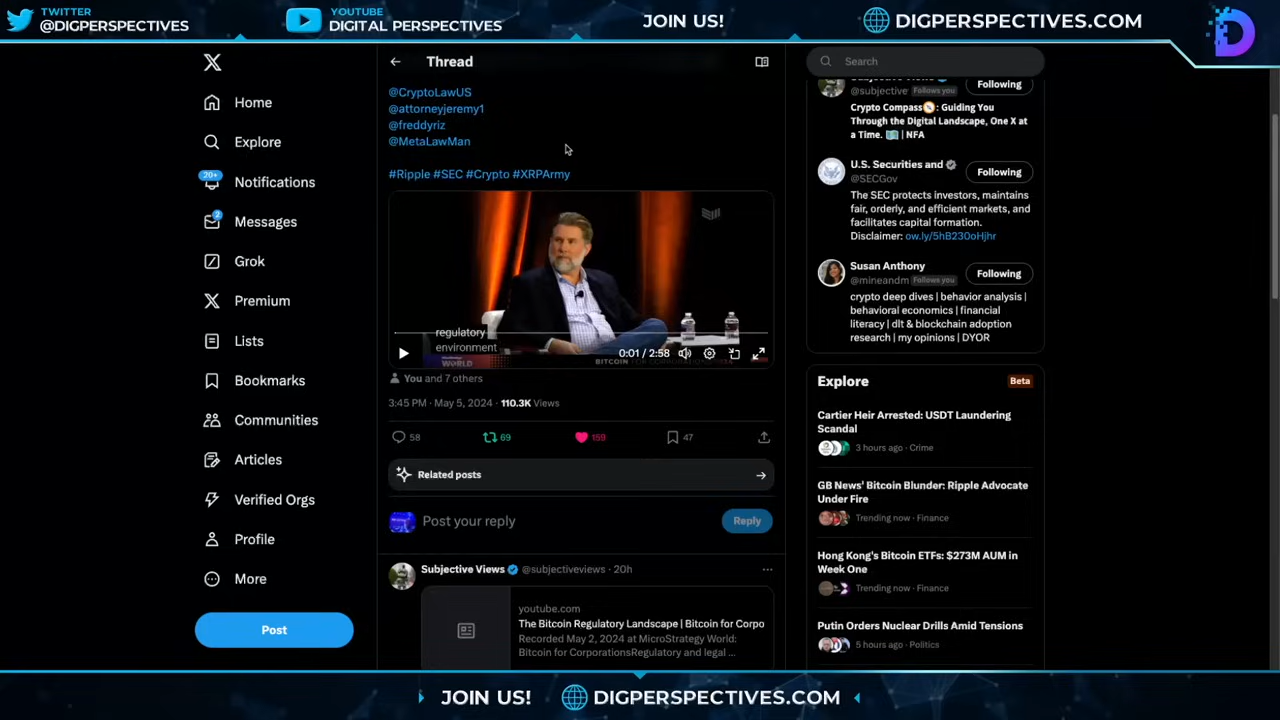 TWITTER
@DIGPERSPECTIVES
YOUTUBE
DIGITAL PERSPECTIVES
JOIN US!
DIGPERSPECTIVES.COM
Home
Explore
Notifications
20+
Messages
2
Grok
Premium
Lists
Bookmarks
Communities
Articles
Verified Orgs
Profile
More
Post
Thread
@CryptoLawUS
@attorneyjeremy1
@freddyriz
@MetaLawMan
#Ripple #SEC #Crypto #XRPArmy
regulatory
environment
0:01 / 2:58
WORLD
BITCOIN FOR CORPORATIONS
You and 7 others
3:45 PM · May 5, 2024 · 110.3K Views
58
69
159
47
Related posts
Post your reply
Reply
Subjective Views @subjectiveviews · 20h
youtube.com
The Bitcoin Regulatory Landscape | Bitcoin for Corpo
Recorded May 2, 2024 at MicroStrategy World:
Bitcoin for CorporationsRegulatory and legal ...
Search
@subjective Follows you
Following
Crypto Compass: Guiding You
Through the Digital Landscape, One X at
a Time. | NFA
U.S. Securities and
@SECGov
Following
The SEC protects investors, maintains
fair, orderly, and efficient markets, and
facilitates capital formation.
Disclaimer: ow.ly/5hB230oHjhr
Susan Anthony
@mineandm Follows you
Following
crypto deep dives | behavior analysis |
behavioral economics | financial
literacy | dlt & blockchain adoption
research | my opinions | DYOR
Explore
Beta
Cartier Heir Arrested: USDT Laundering
Scandal
3 hours ago · Crime
GB News' Bitcoin Blunder: Ripple Advocate
Under Fire
Trending now · Finance
Hong Kong's Bitcoin ETFs: $273M AUM in
Week One
Trending now · Finance
Putin Orders Nuclear Drills Amid Tensions
5 hours ago · Politics
JOIN US!
DIGPERSPECTIVES.COM